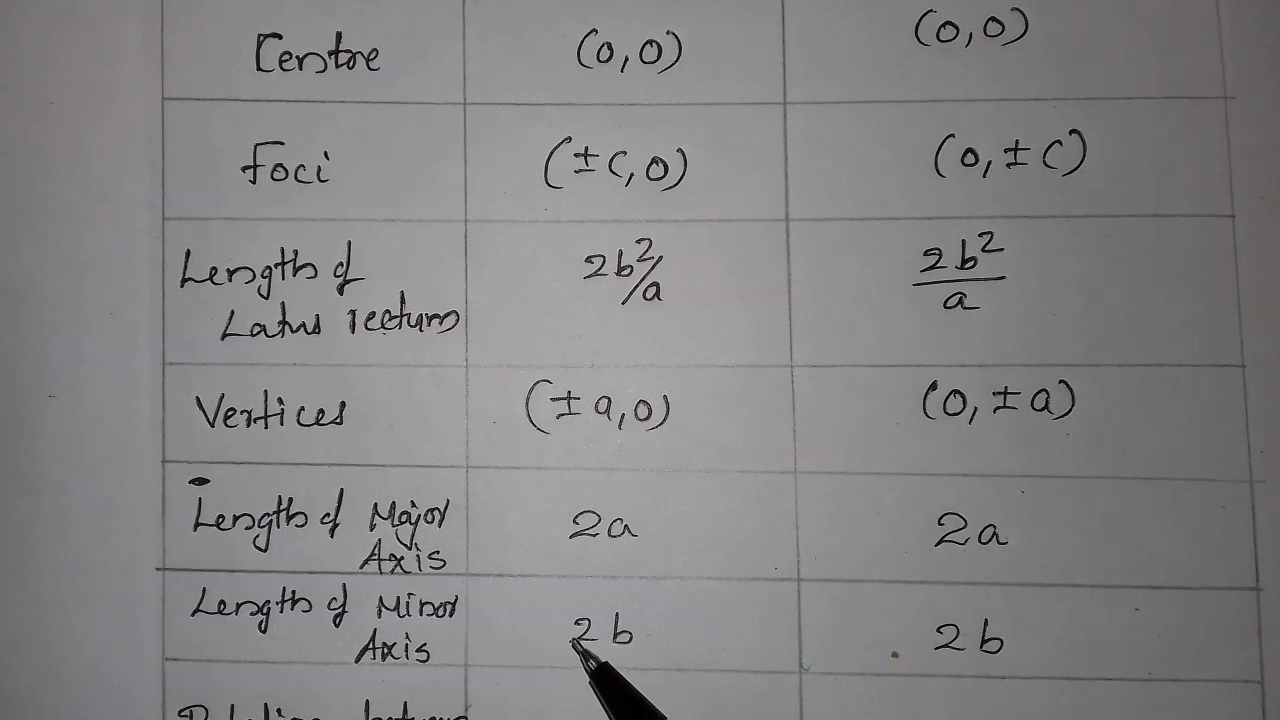 Centre (0,0) (0,0)
Foci (±c,0) (0,±c)
Length of 2b²/a 2b²/a
Latus rectum
Vertices (±a,0) (0,±a)
Length of Major 2a 2a
Axis
Length of Minor 2b 2b
Axis